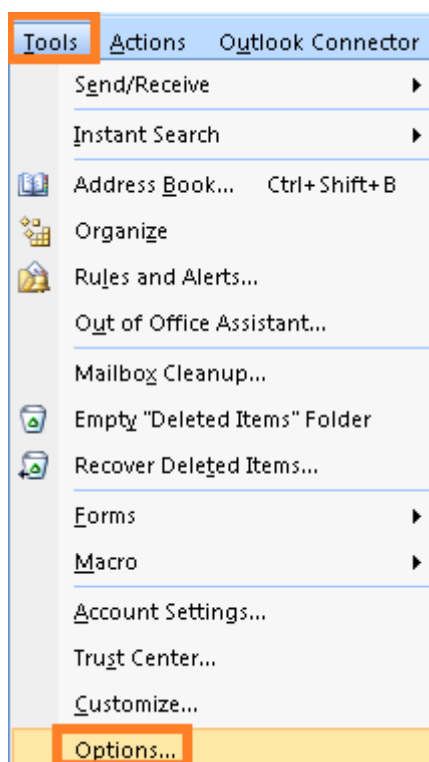 Tools Actions Outlook Connector
Send/Receive
Instant Search
Address Book... Ctrl+Shift+B
Organize
Rules and Alerts...
Out of Office Assistant...
Mailbox Cleanup...
Empty "Deleted Items" Folder
Recover Deleted Items...
Forms
Macro
Account Settings...
Trust Center...
Customize...
Options...